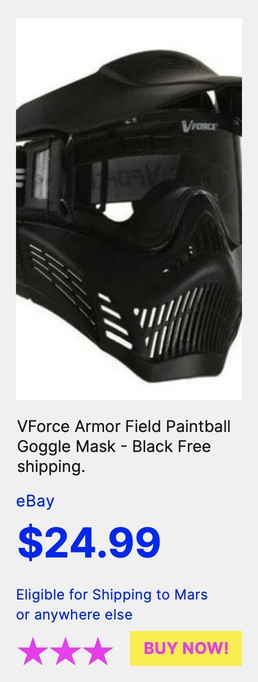 VFORCE
VForce Armor Field Paintball
Goggle Mask - Black Free
shipping.
eBay
$24.99
Eligible for Shipping to Mars
or anywhere else
BUY NOW!